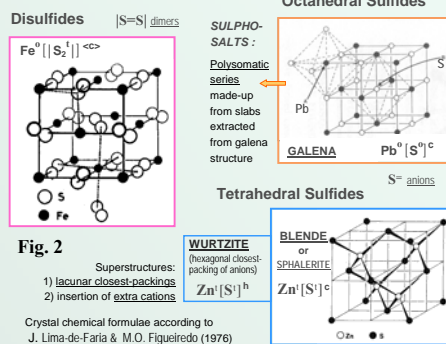 Octahedral Sulfides
Disulfides |S=S| dimers
Feᵒ [|S₂ᵗ|] <c>
S
Fe
Fig. 2
SULPHO-
SALTS :
Polysomatic
series
made-up
from slabs
extracted
from galena
structure
S
Pb
GALENA Pbᵒ [Sᵒ]ᶜ
S= anions
Tetrahedral Sulfides
WURTZITE
(hexagonal closest-
packing of anions)
Znᵗ[Sᵗ]ʰ
BLENDE
or
SPHALERITE
Znᵗ[Sᵗ]ᶜ
Zn S
Superstructures:
1) lacunar closest-packings
2) insertion of extra cations
Crystal chemical formulae according to
J. Lima-de-Faria & M.O. Figueiredo (1976)